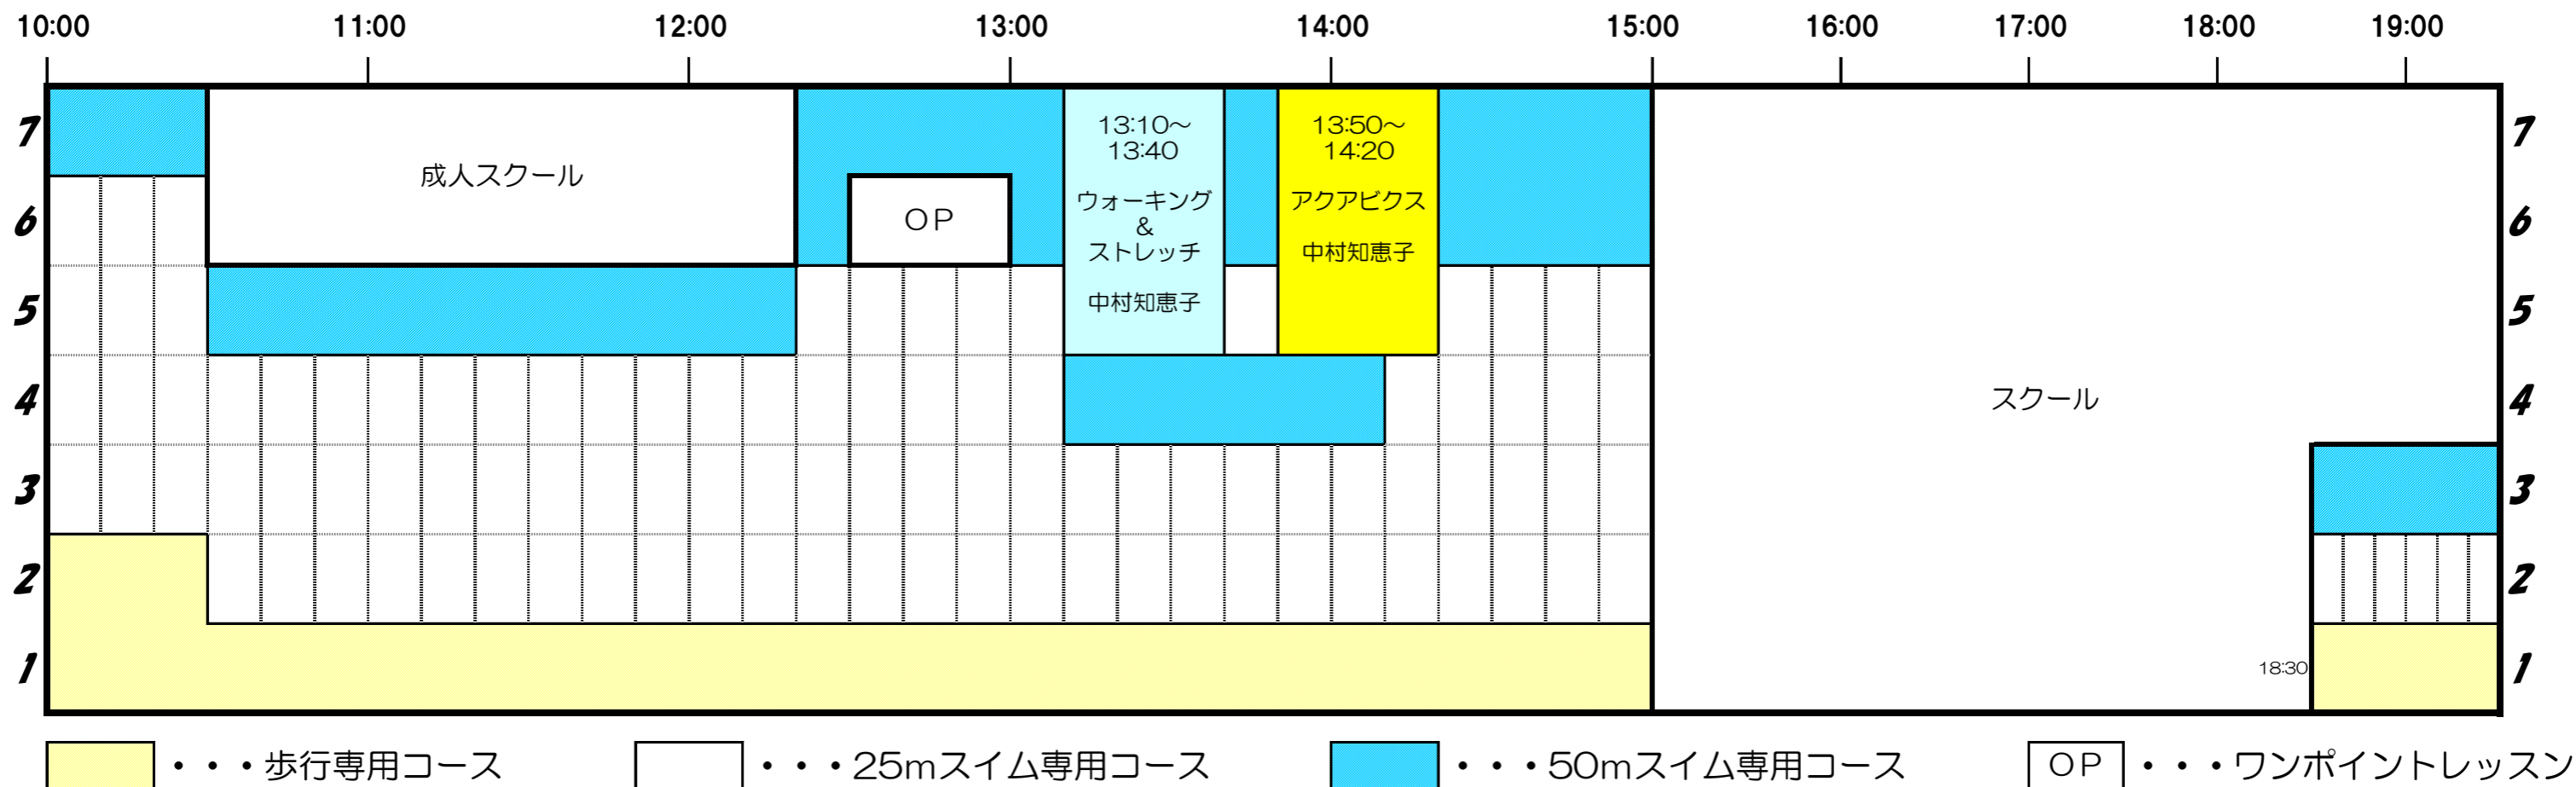 10:00 11:00 12:00 13:00 14:00 15:00 16:00 17:00 18:00 19:00
7 7
6 6
5 5
4 4
3 3
2 2
1 1
成人スクール
OP
13:10～
13:40
ウォーキング
&
ストレッチ
中村知恵子
13:50～
14:20
アクアビクス
中村知恵子
スクール
18:30
・・・歩行専用コース
・・・25mスイム専用コース
・・・50mスイム専用コース
OP ・・・ワンポイントレッスン